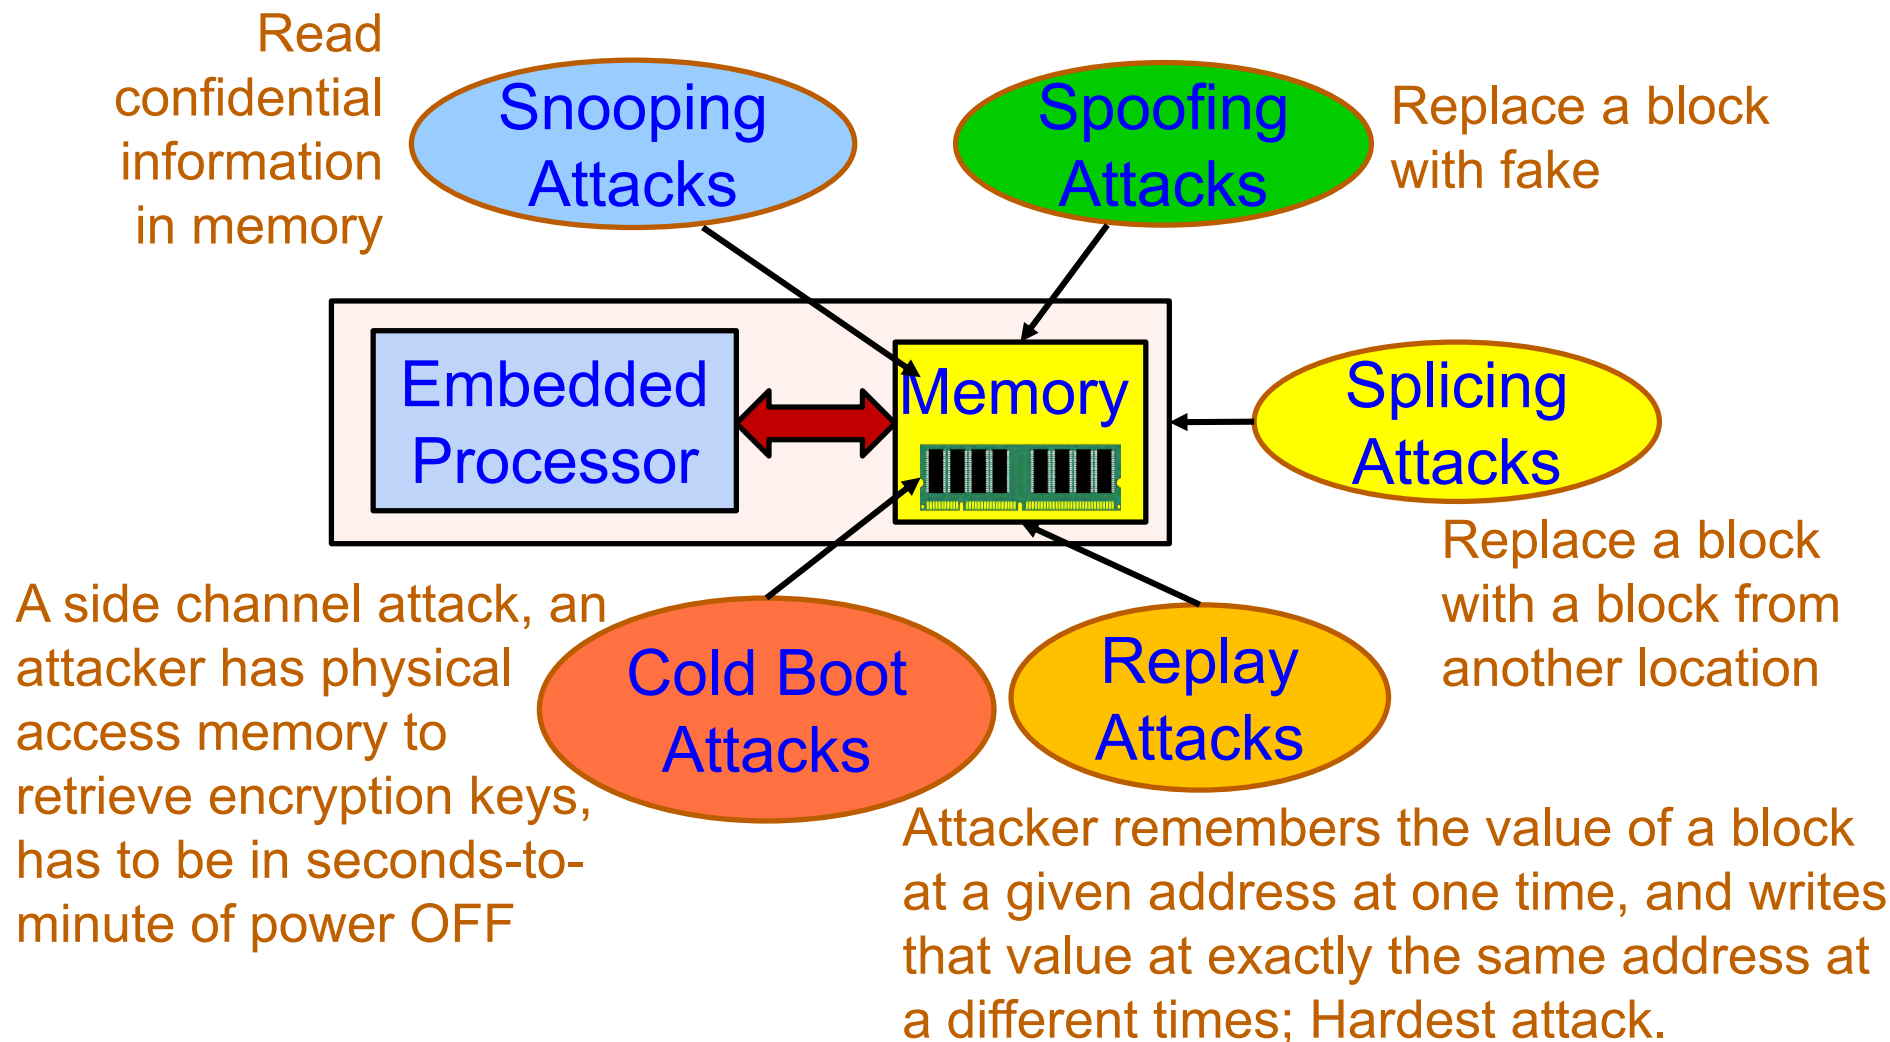 Read
confidential
information
in memory
Snooping
Attacks
Spoofing
Attacks
Replace a block
with fake
Embedded
Processor
Memory
Splicing
Attacks
Replace a block
with a block from
another location
A side channel attack, an
attacker has physical
access memory to
retrieve encryption keys,
has to be in seconds-to-
minute of power OFF
Cold Boot
Attacks
Replay
Attacks
Attacker remembers the value of a block
at a given address at one time, and writes
that value at exactly the same address at
a different times; Hardest attack.